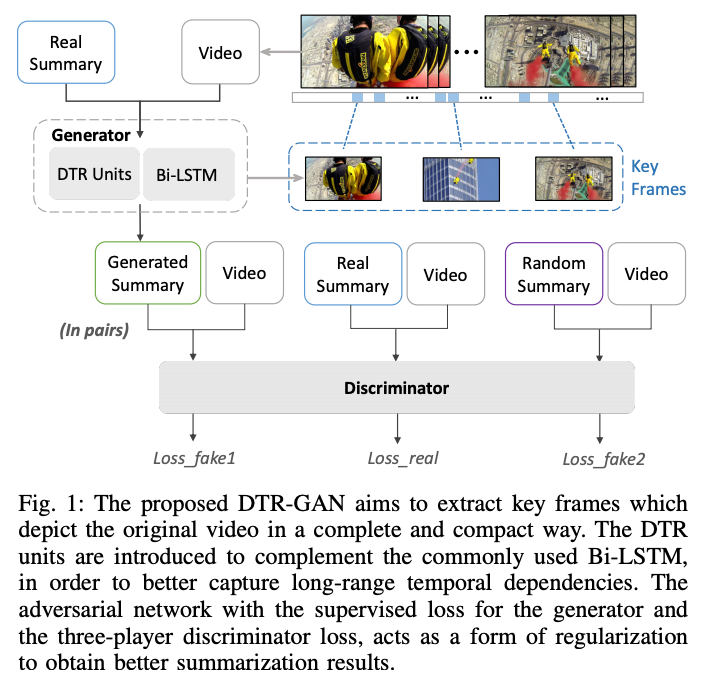 Real
Summary
Video
...
Generator
DTR Units
Bi-LSTM
... ... ...
Key
Frames
Generated
Summary
Video
Real
Summary
Video
Random
Summary
Video
(In pairs)
Discriminator
Loss_fake1
Loss_real
Loss_fake2
Fig. 1: The proposed DTR-GAN aims to extract key frames which
depict the original video in a complete and compact way. The DTR
units are introduced to complement the commonly used Bi-LSTM,
in order to better capture long-range temporal dependencies. The
adversarial network with the supervised loss for the generator and
the three-player discriminator loss, acts as a form of regularization
to obtain better summarization results.